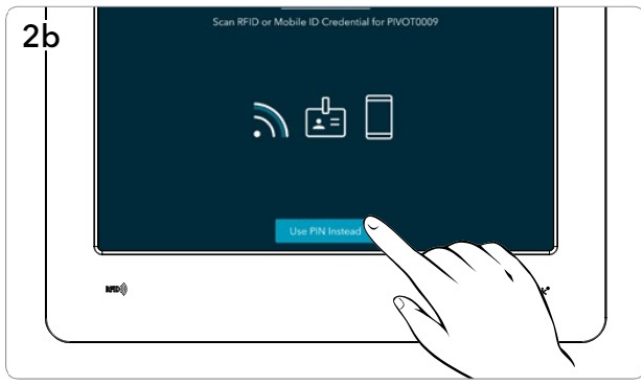 2b
Scan RFID or Mobile ID Credential for PIVOT0009
Use PIN Instead
RFID